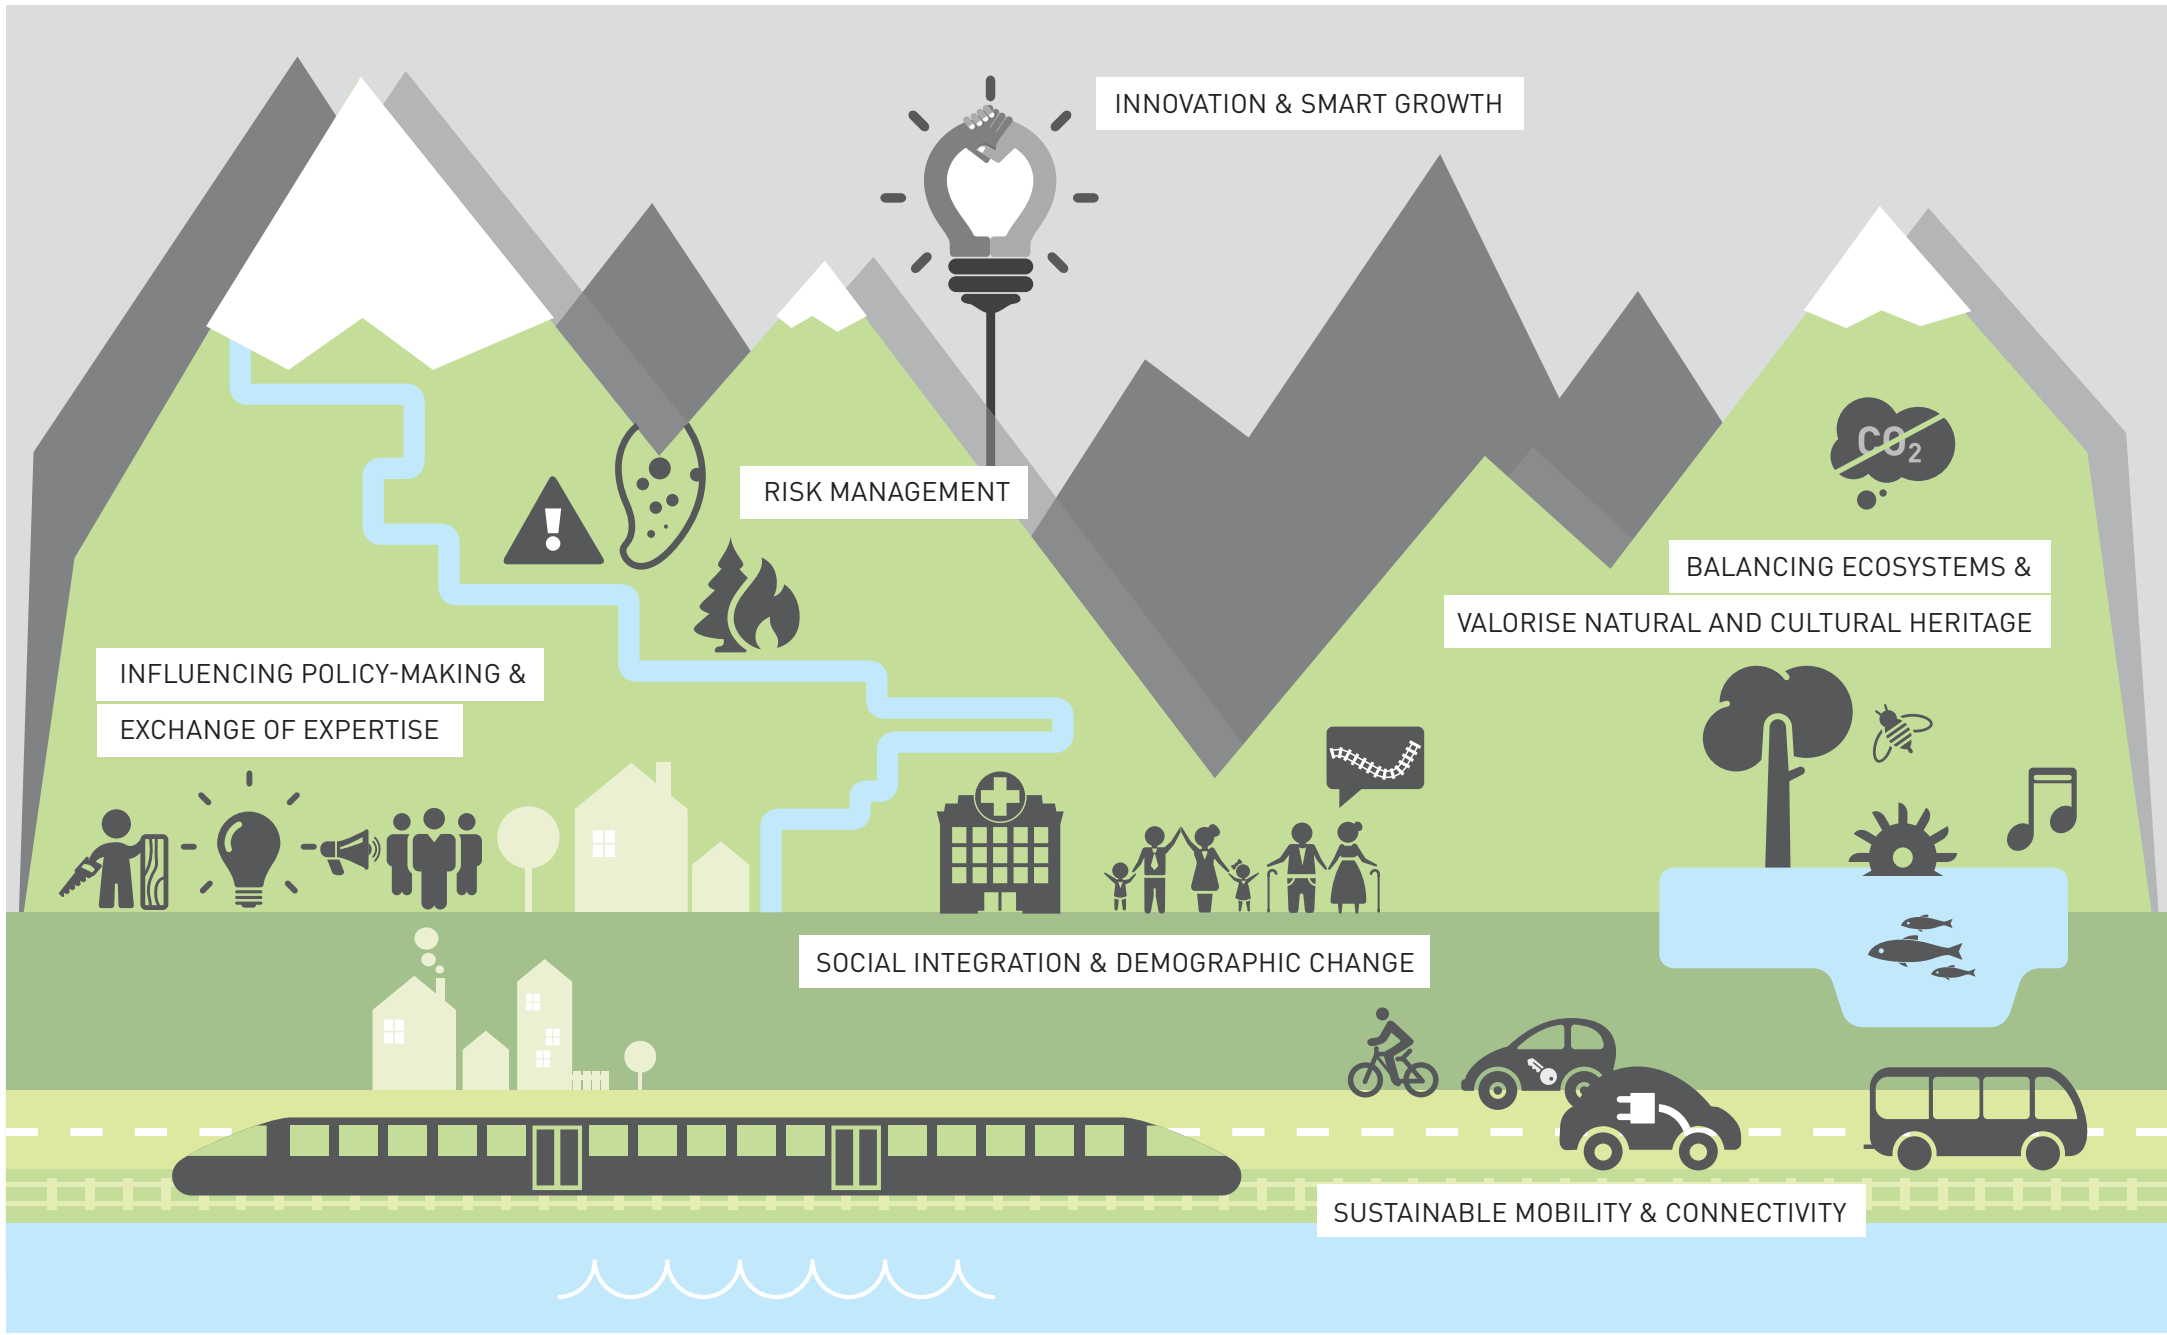 INNOVATION & SMART GROWTH
RISK MANAGEMENT
CO2
BALANCING ECOSYSTEMS &
VALORISE NATURAL AND CULTURAL HERITAGE
INFLUENCING POLICY-MAKING &
EXCHANGE OF EXPERTISE
SOCIAL INTEGRATION & DEMOGRAPHIC CHANGE
SUSTAINABLE MOBILITY & CONNECTIVITY